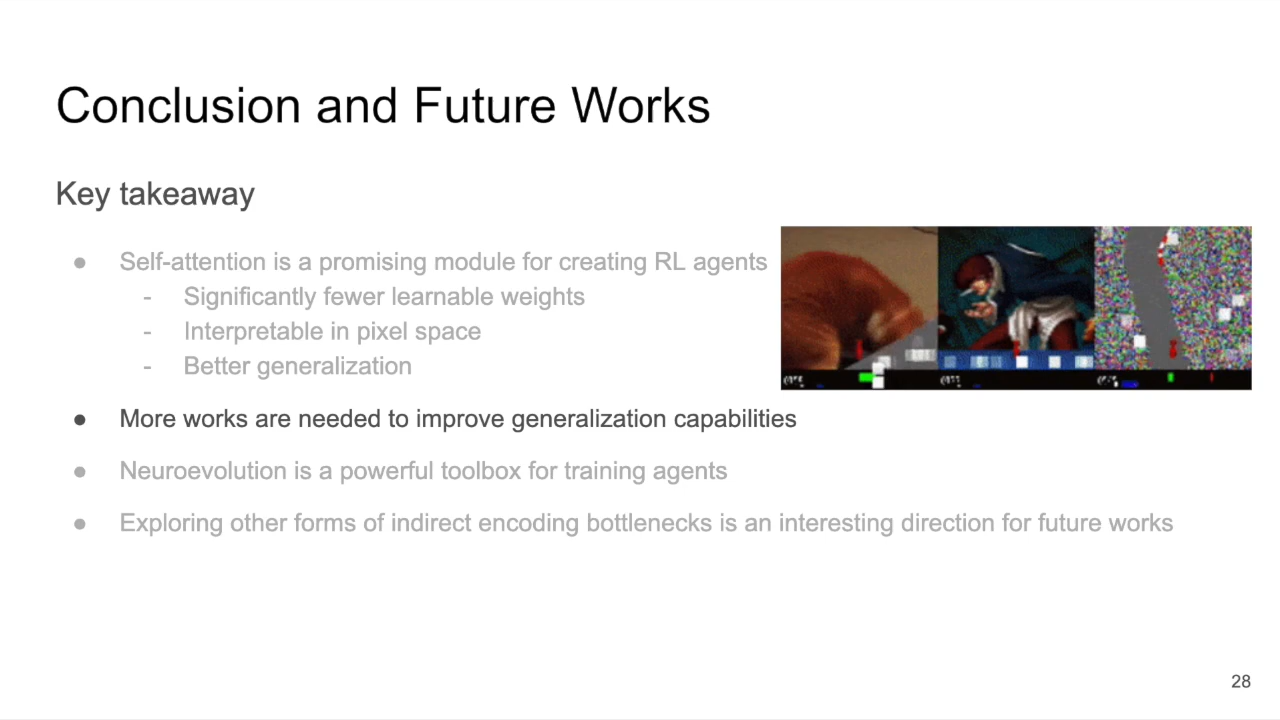 Conclusion and Future Works
Key takeaway
● Self-attention is a promising module for creating RL agents
- Significantly fewer learnable weights
- Interpretable in pixel space
- Better generalization
● More works are needed to improve generalization capabilities
● Neuroevolution is a powerful toolbox for training agents
● Exploring other forms of indirect encoding bottlenecks is an interesting direction for future works
28